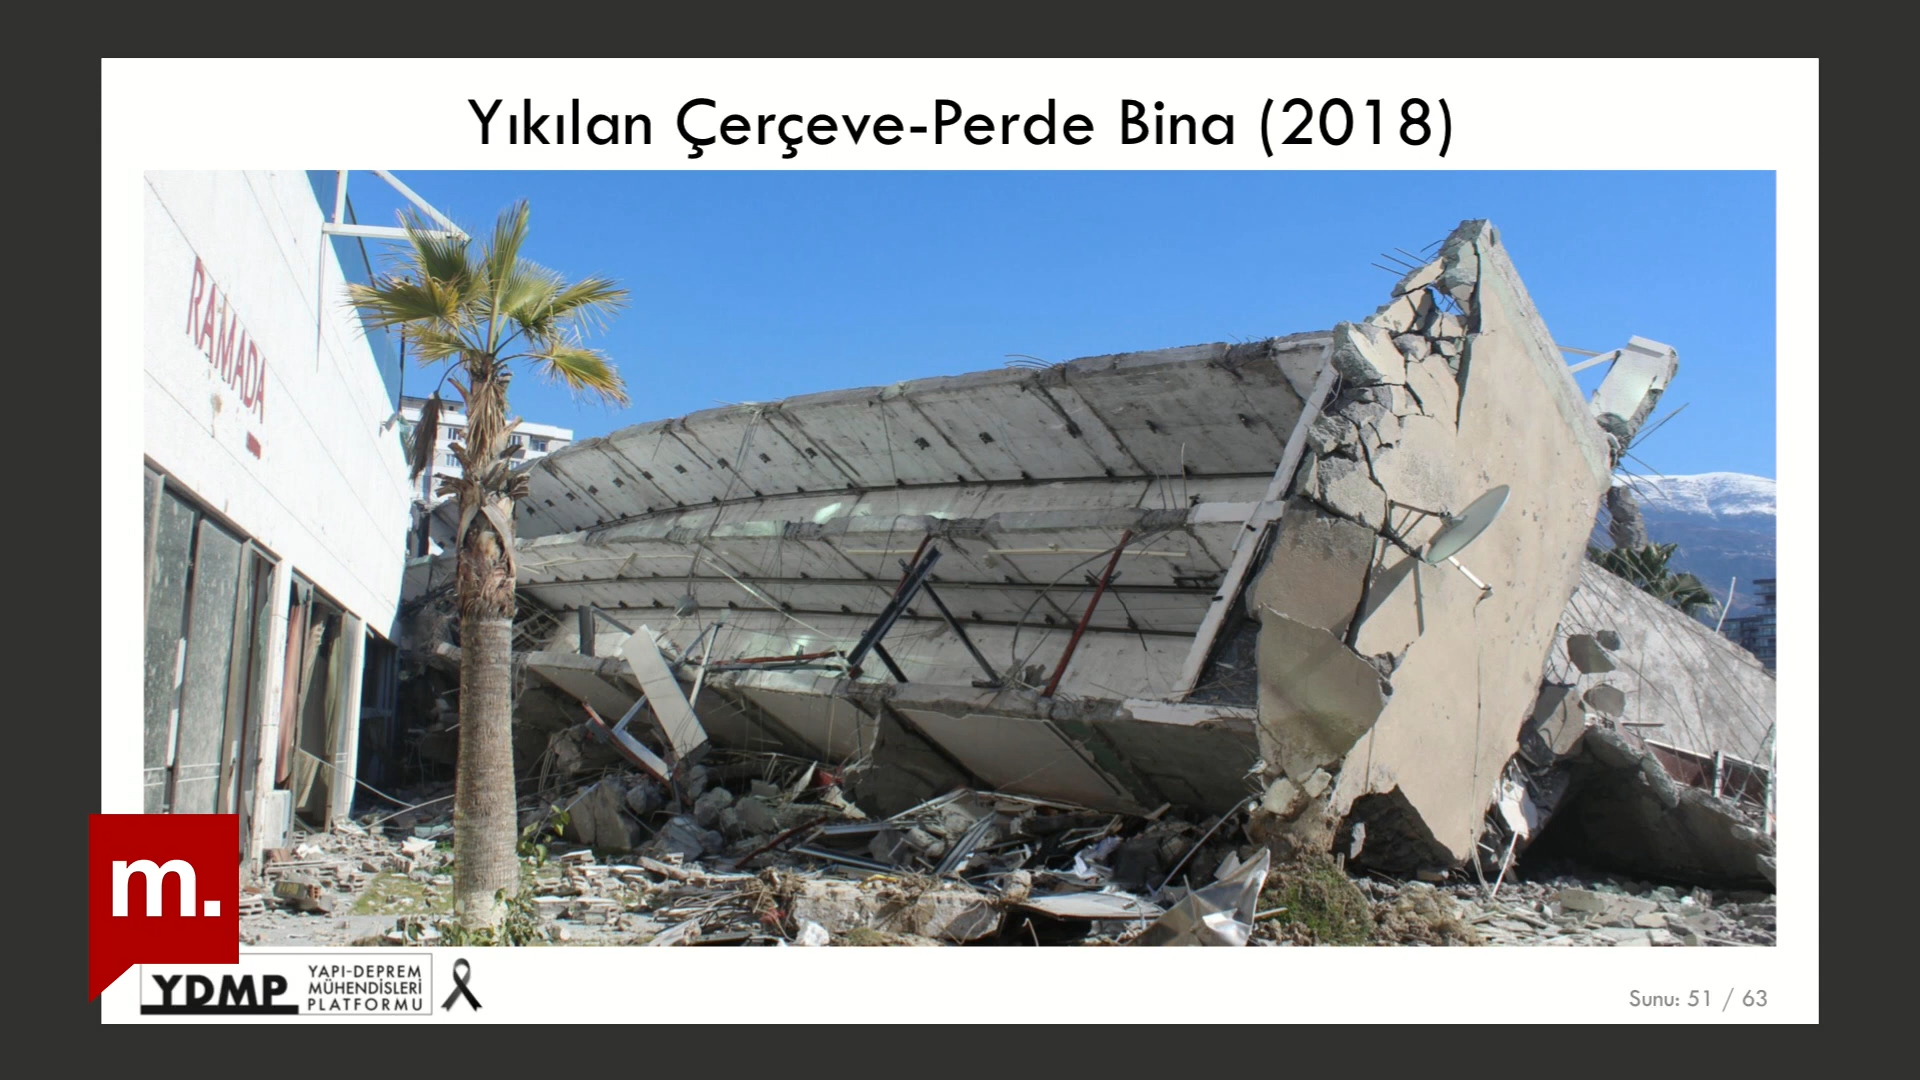 Yıkılan Çerçeve-Perde Bina (2018)
RAMADA
m.
YDMP
YAPI-DEPREM
MÜHENDİSLERİ
PLATFORMU
Sunu: 51 / 63